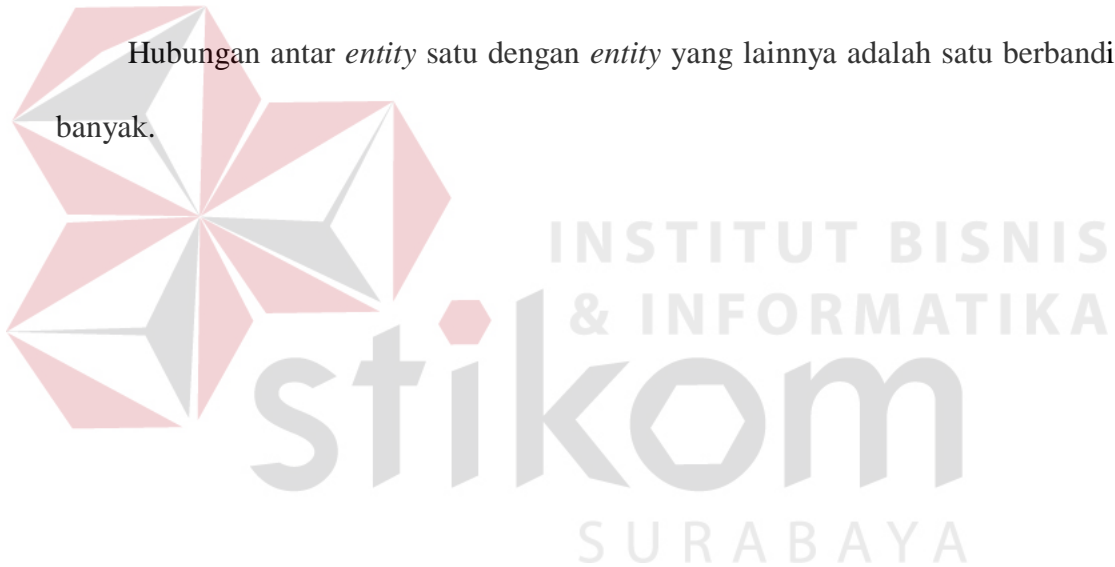 Hubungan antar entity satu dengan entity yang lainnya adalah satu berbandi
banyak.
INSTITUT BISNIS
& INFORMATIKA
stikom
SURABAYA